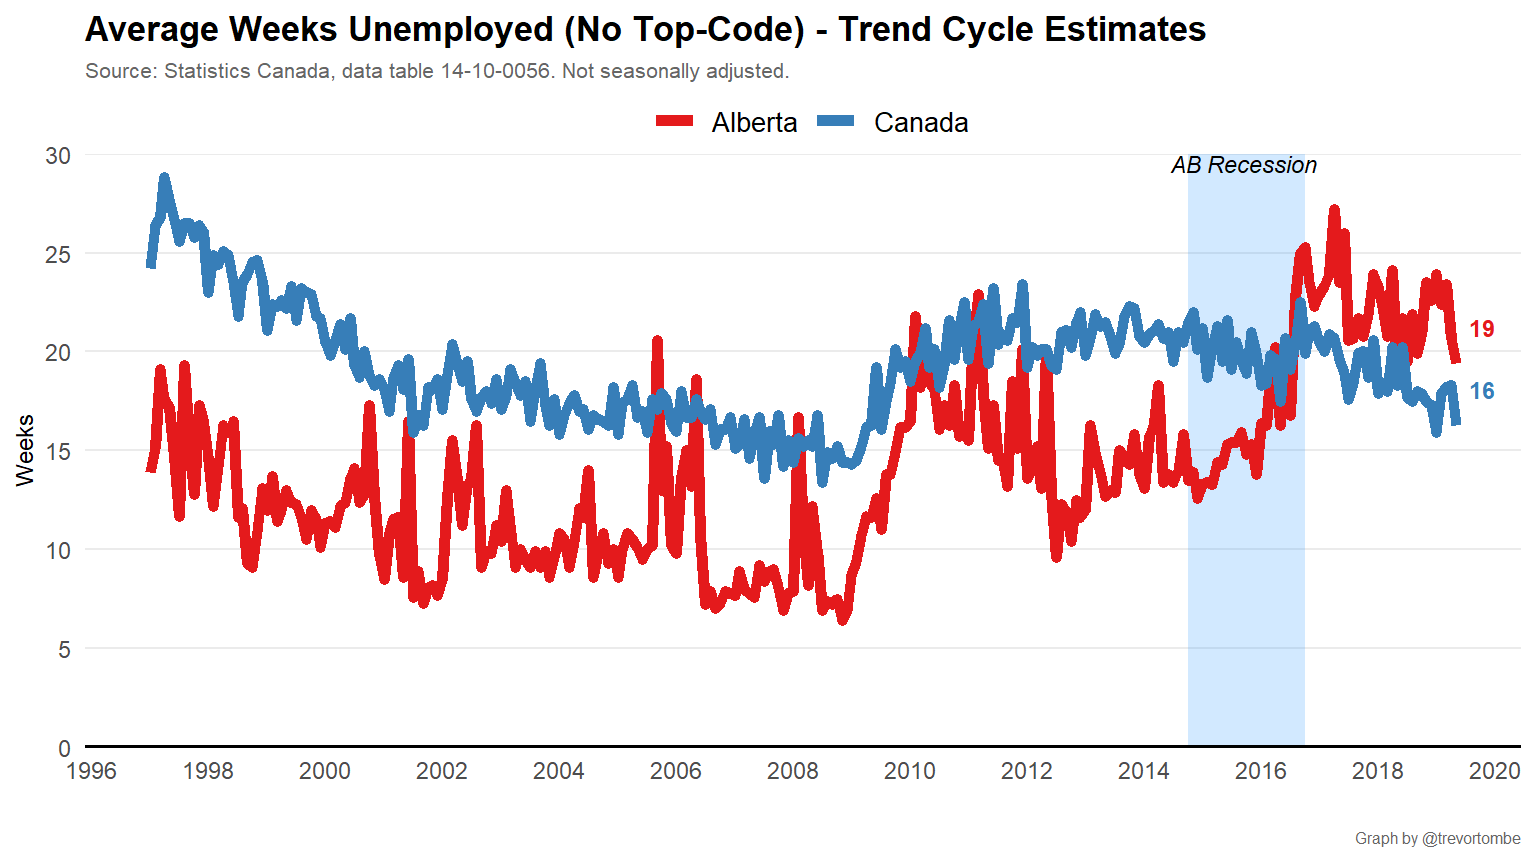 Average Weeks Unemployed (No Top-Code) - Trend Cycle Estimates
Source: Statistics Canada, data table 14-10-0056. Not seasonally adjusted.
Alberta Canada
30
AB Recession
25
20
19
16
15
Weeks
10
5
0
1996 1998 2000 2002 2004 2006 2008 2010 2012 2014 2016 2018 2020
Graph by @trevortombe